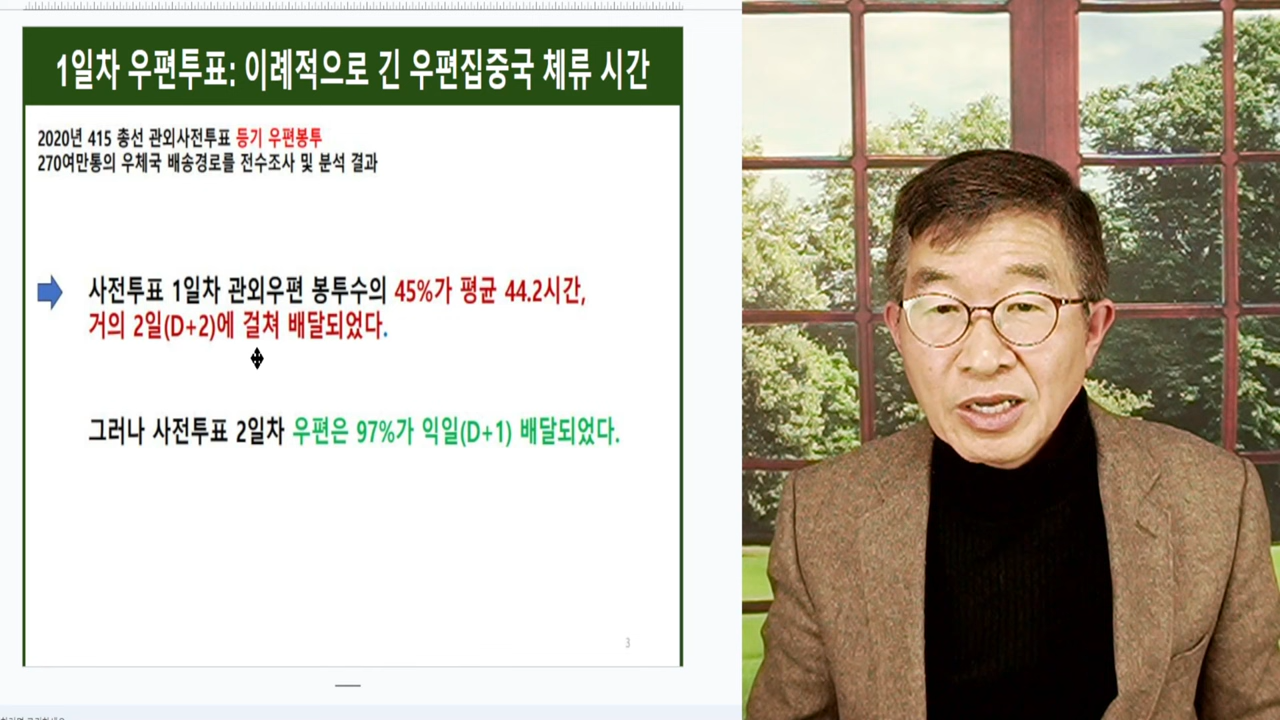 1일차 우편투표: 이례적으로 긴 우편집중국 체류 시간
2020년 415 총선 관외사전투표 등기 우편봉투
270여만통의 우체국 배송경로를 전수조사 및 분석 결과
사전투표 1일차 관외우편 봉투수의 45%가 평균 44.2시간,
거의 2일(D+2)에 걸쳐 배달되었다.
그러나 사전투표 2일차 우편은 97%가 익일(D+1) 배달되었다.
3